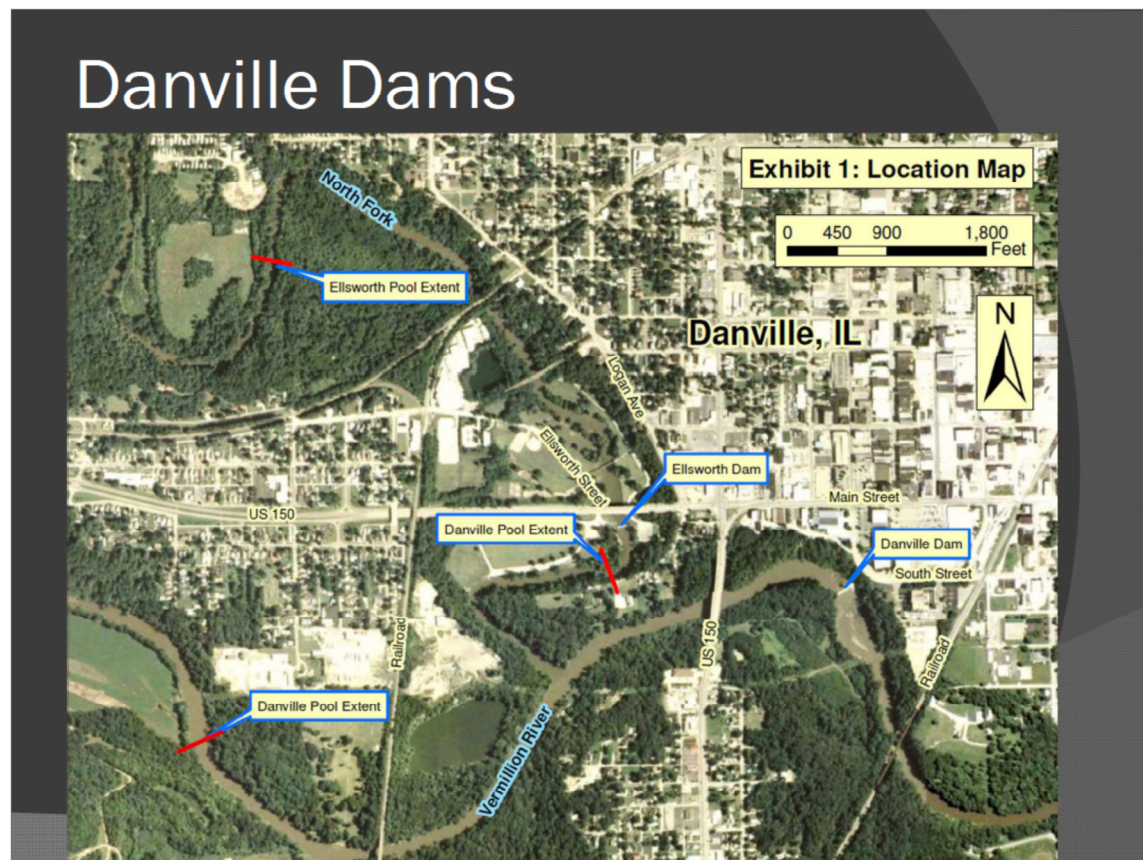 Danville Dams
Exhibit 1: Location Map
0 450 900 1,800
Feet
N
North Fork
Ellsworth Pool Extent
Danville, IL
Logan Ave
Ellsworth Street
Ellsworth Dam
Main Street
US 150
Danville Pool Extent
Danville Dam
South Street
Railroad
US 150
Railroad
Danville Pool Extent
Vermillion River